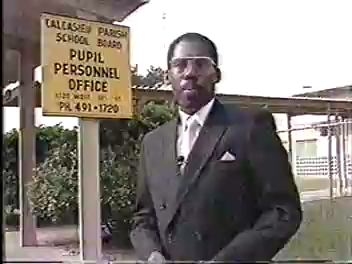 CALCASIEU PARISH
SCHOOL BOARD
PUPIL
PERSONNEL
OFFICE
PH. 491-1720